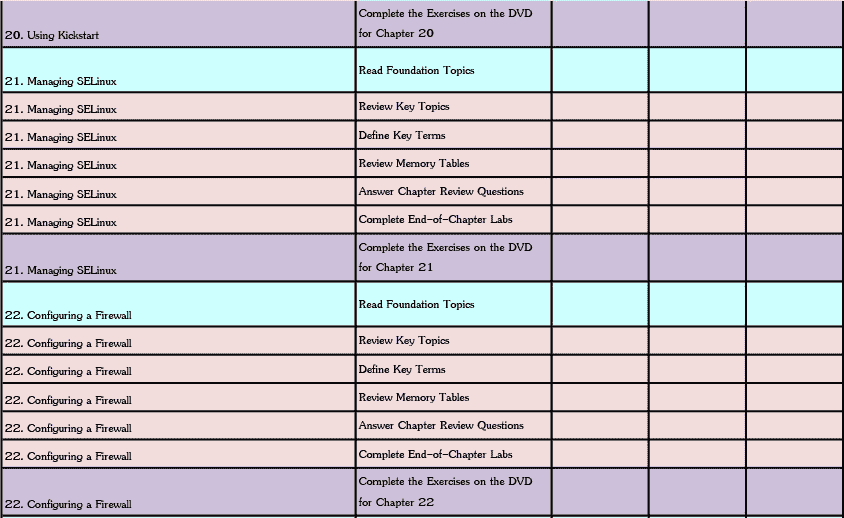 20. Using Kickstart
Complete the Exercises on the DVD
for Chapter 20
21. Managing SELinux
Read Foundation Topics
21. Managing SELinux
Review Key Topics
21. Managing SELinux
Define Key Terms
21. Managing SELinux
Review Memory Tables
21. Managing SELinux
Answer Chapter Review Questions
21. Managing SELinux
Complete End-of-Chapter Labs
21. Managing SELinux
Complete the Exercises on the DVD
for Chapter 21
22. Configuring a Firewall
Read Foundation Topics
22. Configuring a Firewall
Review Key Topics
22. Configuring a Firewall
Define Key Terms
22. Configuring a Firewall
Review Memory Tables
22. Configuring a Firewall
Answer Chapter Review Questions
22. Configuring a Firewall
Complete End-of-Chapter Labs
22. Configuring a Firewall
Complete the Exercises on the DVD
for Chapter 22